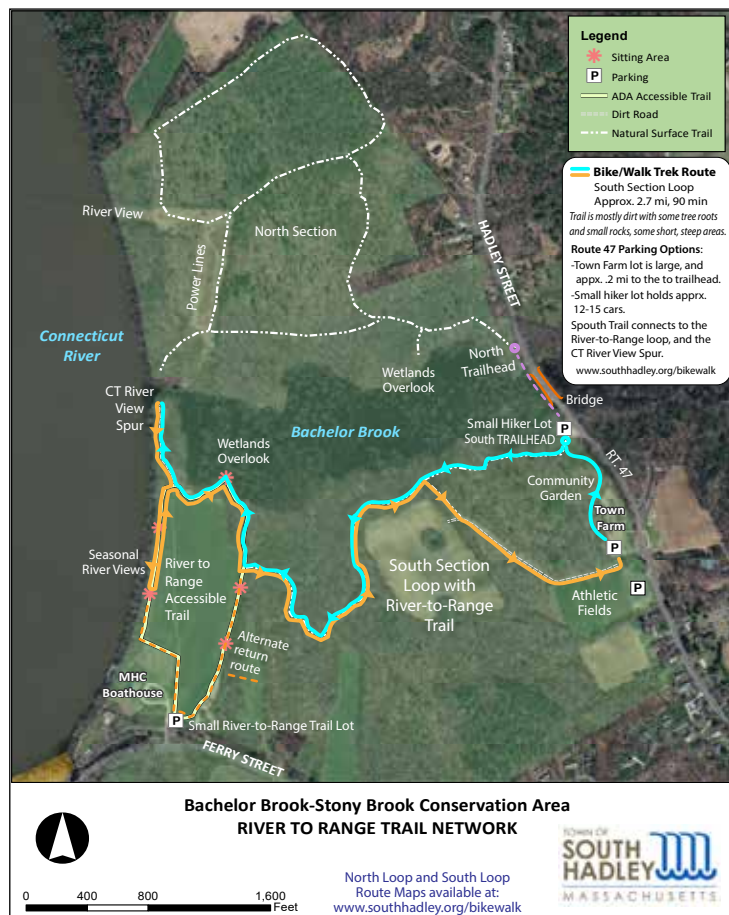 Legend
Sitting Area
P
Parking
ADA Accessible Trail
Dirt Road
Natural Surface Trail
Bike/Walk Trek Route
South Section Loop
Approx. 2.7 mi, 90 min
Trail is mostly dirt with some tree roots
and small rocks, some short, steep areas.
Route 47 Parking Options:
-Town Farm lot is large, and
appx. .2 mi to the to trailhead.
-Small hiker lot holds apprx.
12-15 cars.
Spouth Trail connects to the
River-to-Range loop, and the
CT River View Spur.
www.southhadley.org/bikewalk
River View
North Section
Power Lines
HADLEY STREET
Connecticut
River
North
Trailhead
Wetlands
Overlook
Bridge
CT River
View
Spur
Bachelor Brook
Small Hiker Lot
South TRAILHEAD
P
RT. 47
Wetlands
Overlook
Community
Garden
Town
Farm
P
Seasonal
River Views
River to
Range
Accessible
Trail
South Section
Loop with
River-to-Range
Trail
P
Athletic
Fields
Alternate
return
route
MHC
Boathouse
P
Small River-to-Range Trail Lot
FERRY STREET
Bachelor Brook-Stony Brook Conservation Area
RIVER TO RANGE TRAIL NETWORK
0 400 800 1,600
Feet
North Loop and South Loop
Route Maps available at:
www.southhadley.org/bikewalk
TOWN OF
SOUTH
HADLEY
MASSACHUSETTS